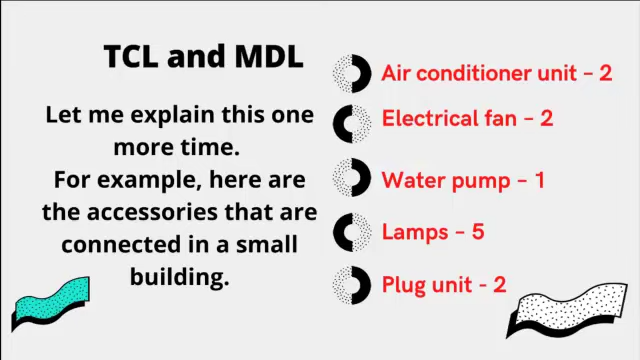 TCL and MDL
Let me explain this one
more time.
For example, here are
the accessories that are
connected in a small
building.
Air conditioner unit – 2
Electrical fan – 2
Water pump – 1
Lamps – 5
Plug unit - 2